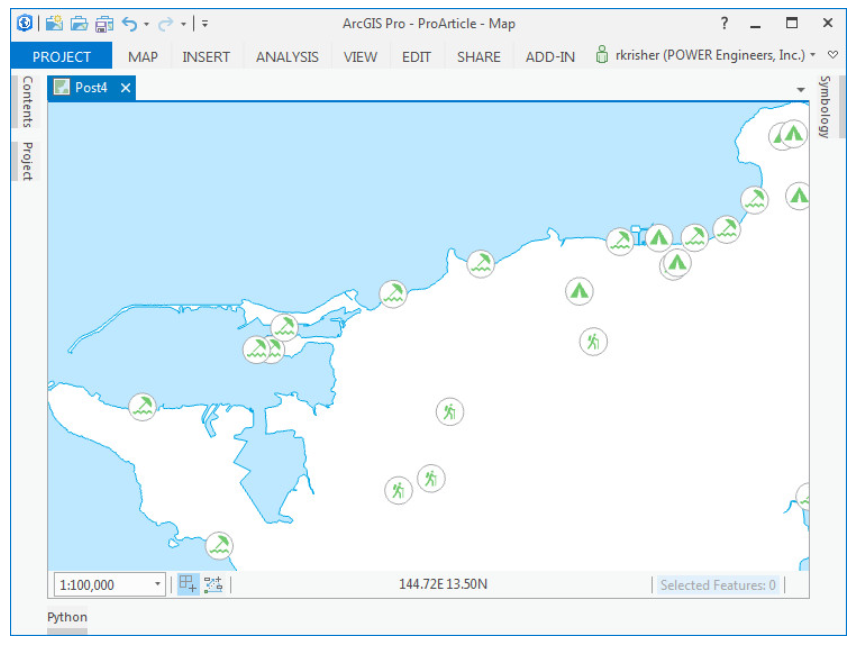 ArcGIS Pro - ProArticle - Map
?
PROJECT MAP INSERT ANALYSIS VIEW EDIT SHARE ADD-IN rkrisher (POWER Engineers, Inc.)
Contents
Project
Post4
Symbology
1:100,000 144.72E 13.50N Selected Features: 0
Python